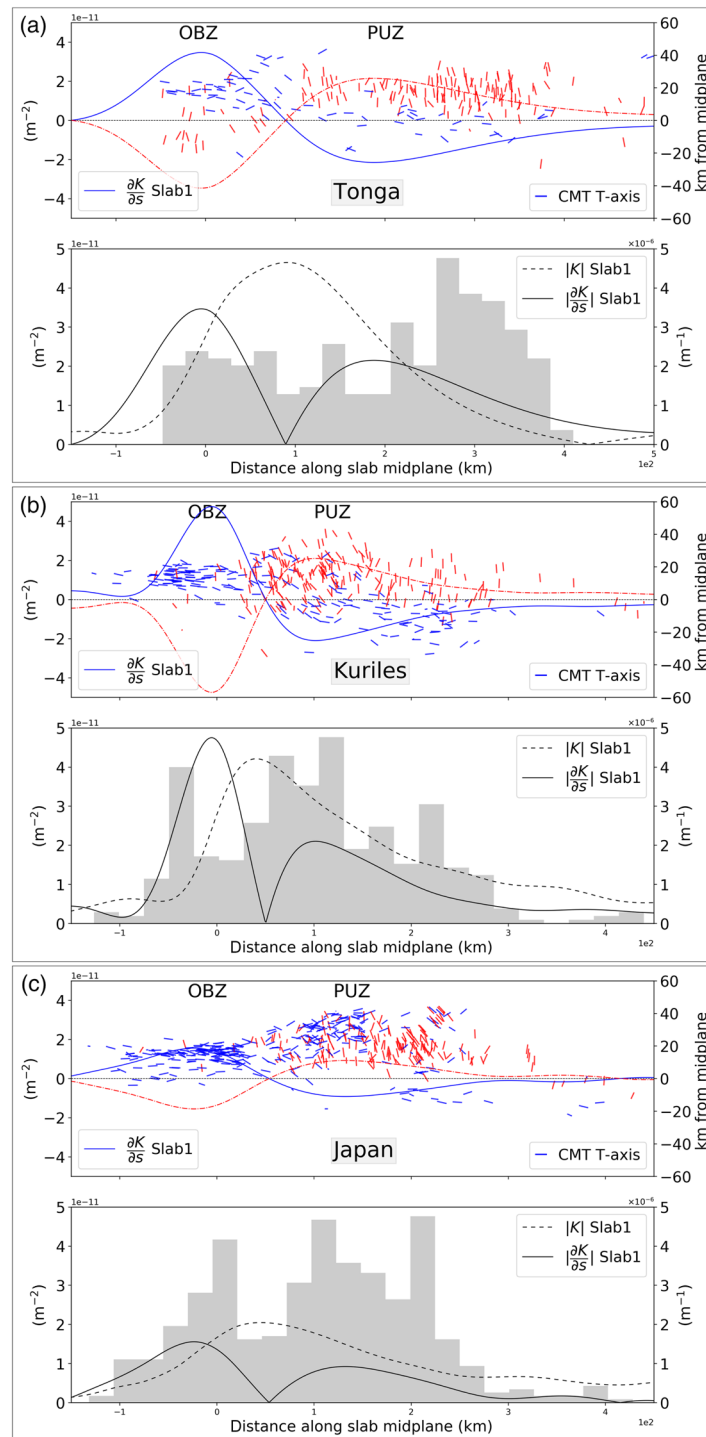 (a)
1e−11
OBZ
PUZ
60
4
40
2
20
0
0
−2
−20
−4
−40
−60
(m⁻²)
km from midplane
∂K/∂s Slab1
Tonga
CMT T-axis
1e−11
×10⁻⁶
5
5
4
4
3
3
2
2
1
1
0
0
(m⁻²)
(m⁻¹)
|K| Slab1
|∂K/∂s| Slab1
−1
0
1
2
3
4
5
1e2
Distance along slab midplane (km)
(b)
1e−11
OBZ
PUZ
60
4
40
2
20
0
0
−2
−20
−4
−40
−60
(m⁻²)
km from midplane
∂K/∂s Slab1
Kuriles
CMT T-axis
1e−11
×10⁻⁶
5
5
4
4
3
3
2
2
1
1
0
0
(m⁻²)
(m⁻¹)
|K| Slab1
|∂K/∂s| Slab1
−1
0
1
2
3
4
1e2
Distance along slab midplane (km)
(c)
1e−11
OBZ
PUZ
60
4
40
2
20
0
0
−2
−20
−4
−40
−60
(m⁻²)
km from midplane
∂K/∂s Slab1
Japan
CMT T-axis
1e−11
×10⁻⁶
5
5
4
4
3
3
2
2
1
1
0
0
(m⁻²)
(m⁻¹)
|K| Slab1
|∂K/∂s| Slab1
−1
0
1
2
3
4
1e2
Distance along slab midplane (km)